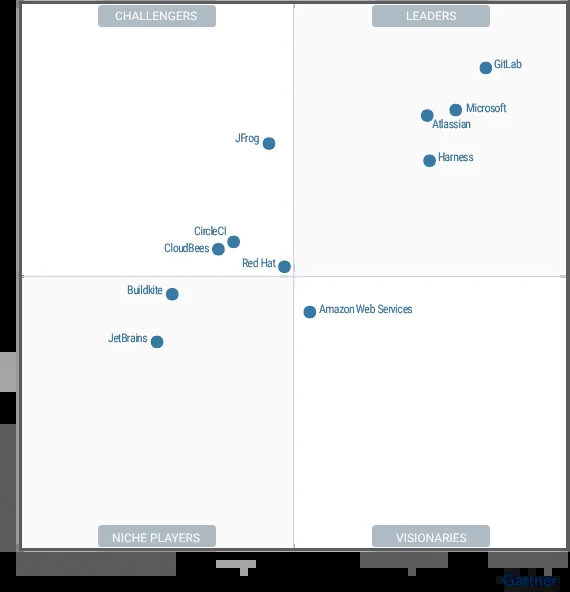 CHALLENGERS
LEADERS
GitLab
Microsoft
Atlassian
JFrog
Harness
CircleCI
CloudBees
Red Hat
Buildkite
Amazon Web Services
JetBrains
NICHE PLAYERS
VISIONARIES
Gartner